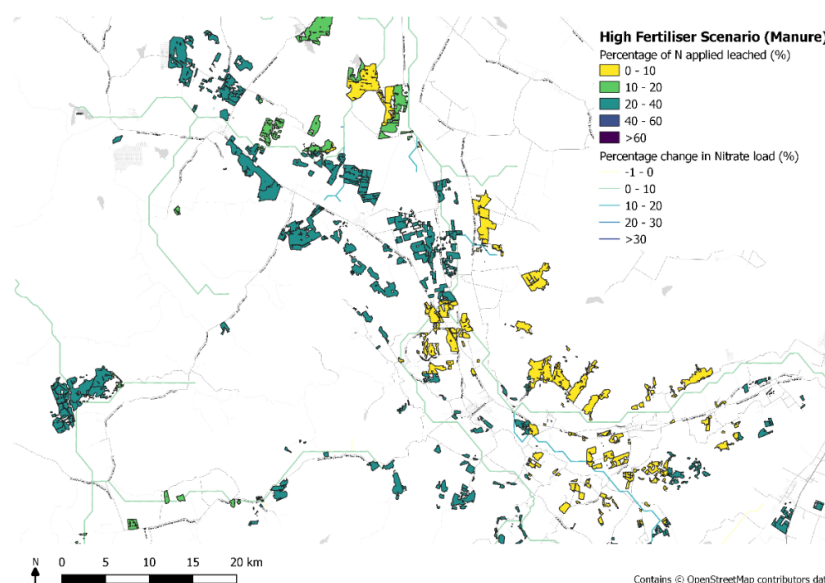 High Fertiliser Scenario (Manure)
Percentage of N applied leached (%)
0 - 10
10 - 20
20 - 40
40 - 60
>60
Percentage change in Nitrate load (%)
-1 - 0
0 - 10
10 - 20
20 - 30
>30
N
0 5 10 15 20 km
Contains © OpenStreetMap contributors dat